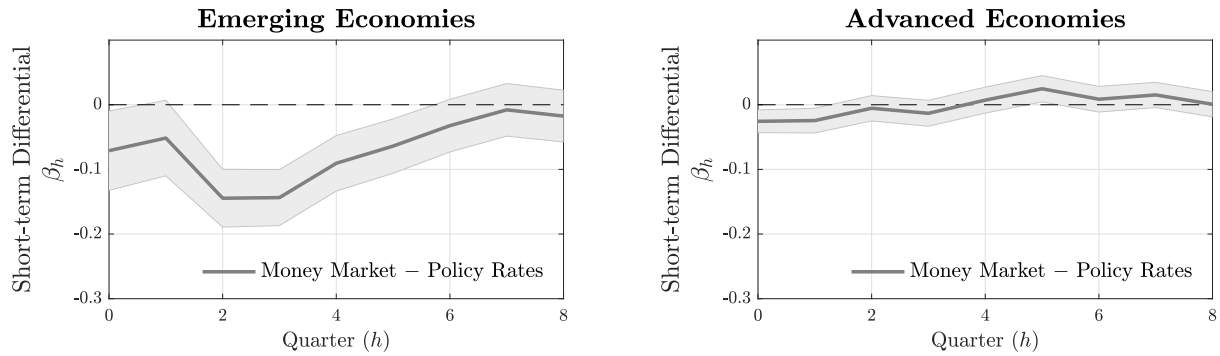 Emerging Economies
Short-term Differential
βh
0
-0.1
-0.2
-0.3
Money Market − Policy Rates
0 2 4 6 8
Quarter (h)
Advanced Economies
Short-term Differential
βh
0
-0.1
-0.2
-0.3
Money Market − Policy Rates
0 2 4 6 8
Quarter (h)